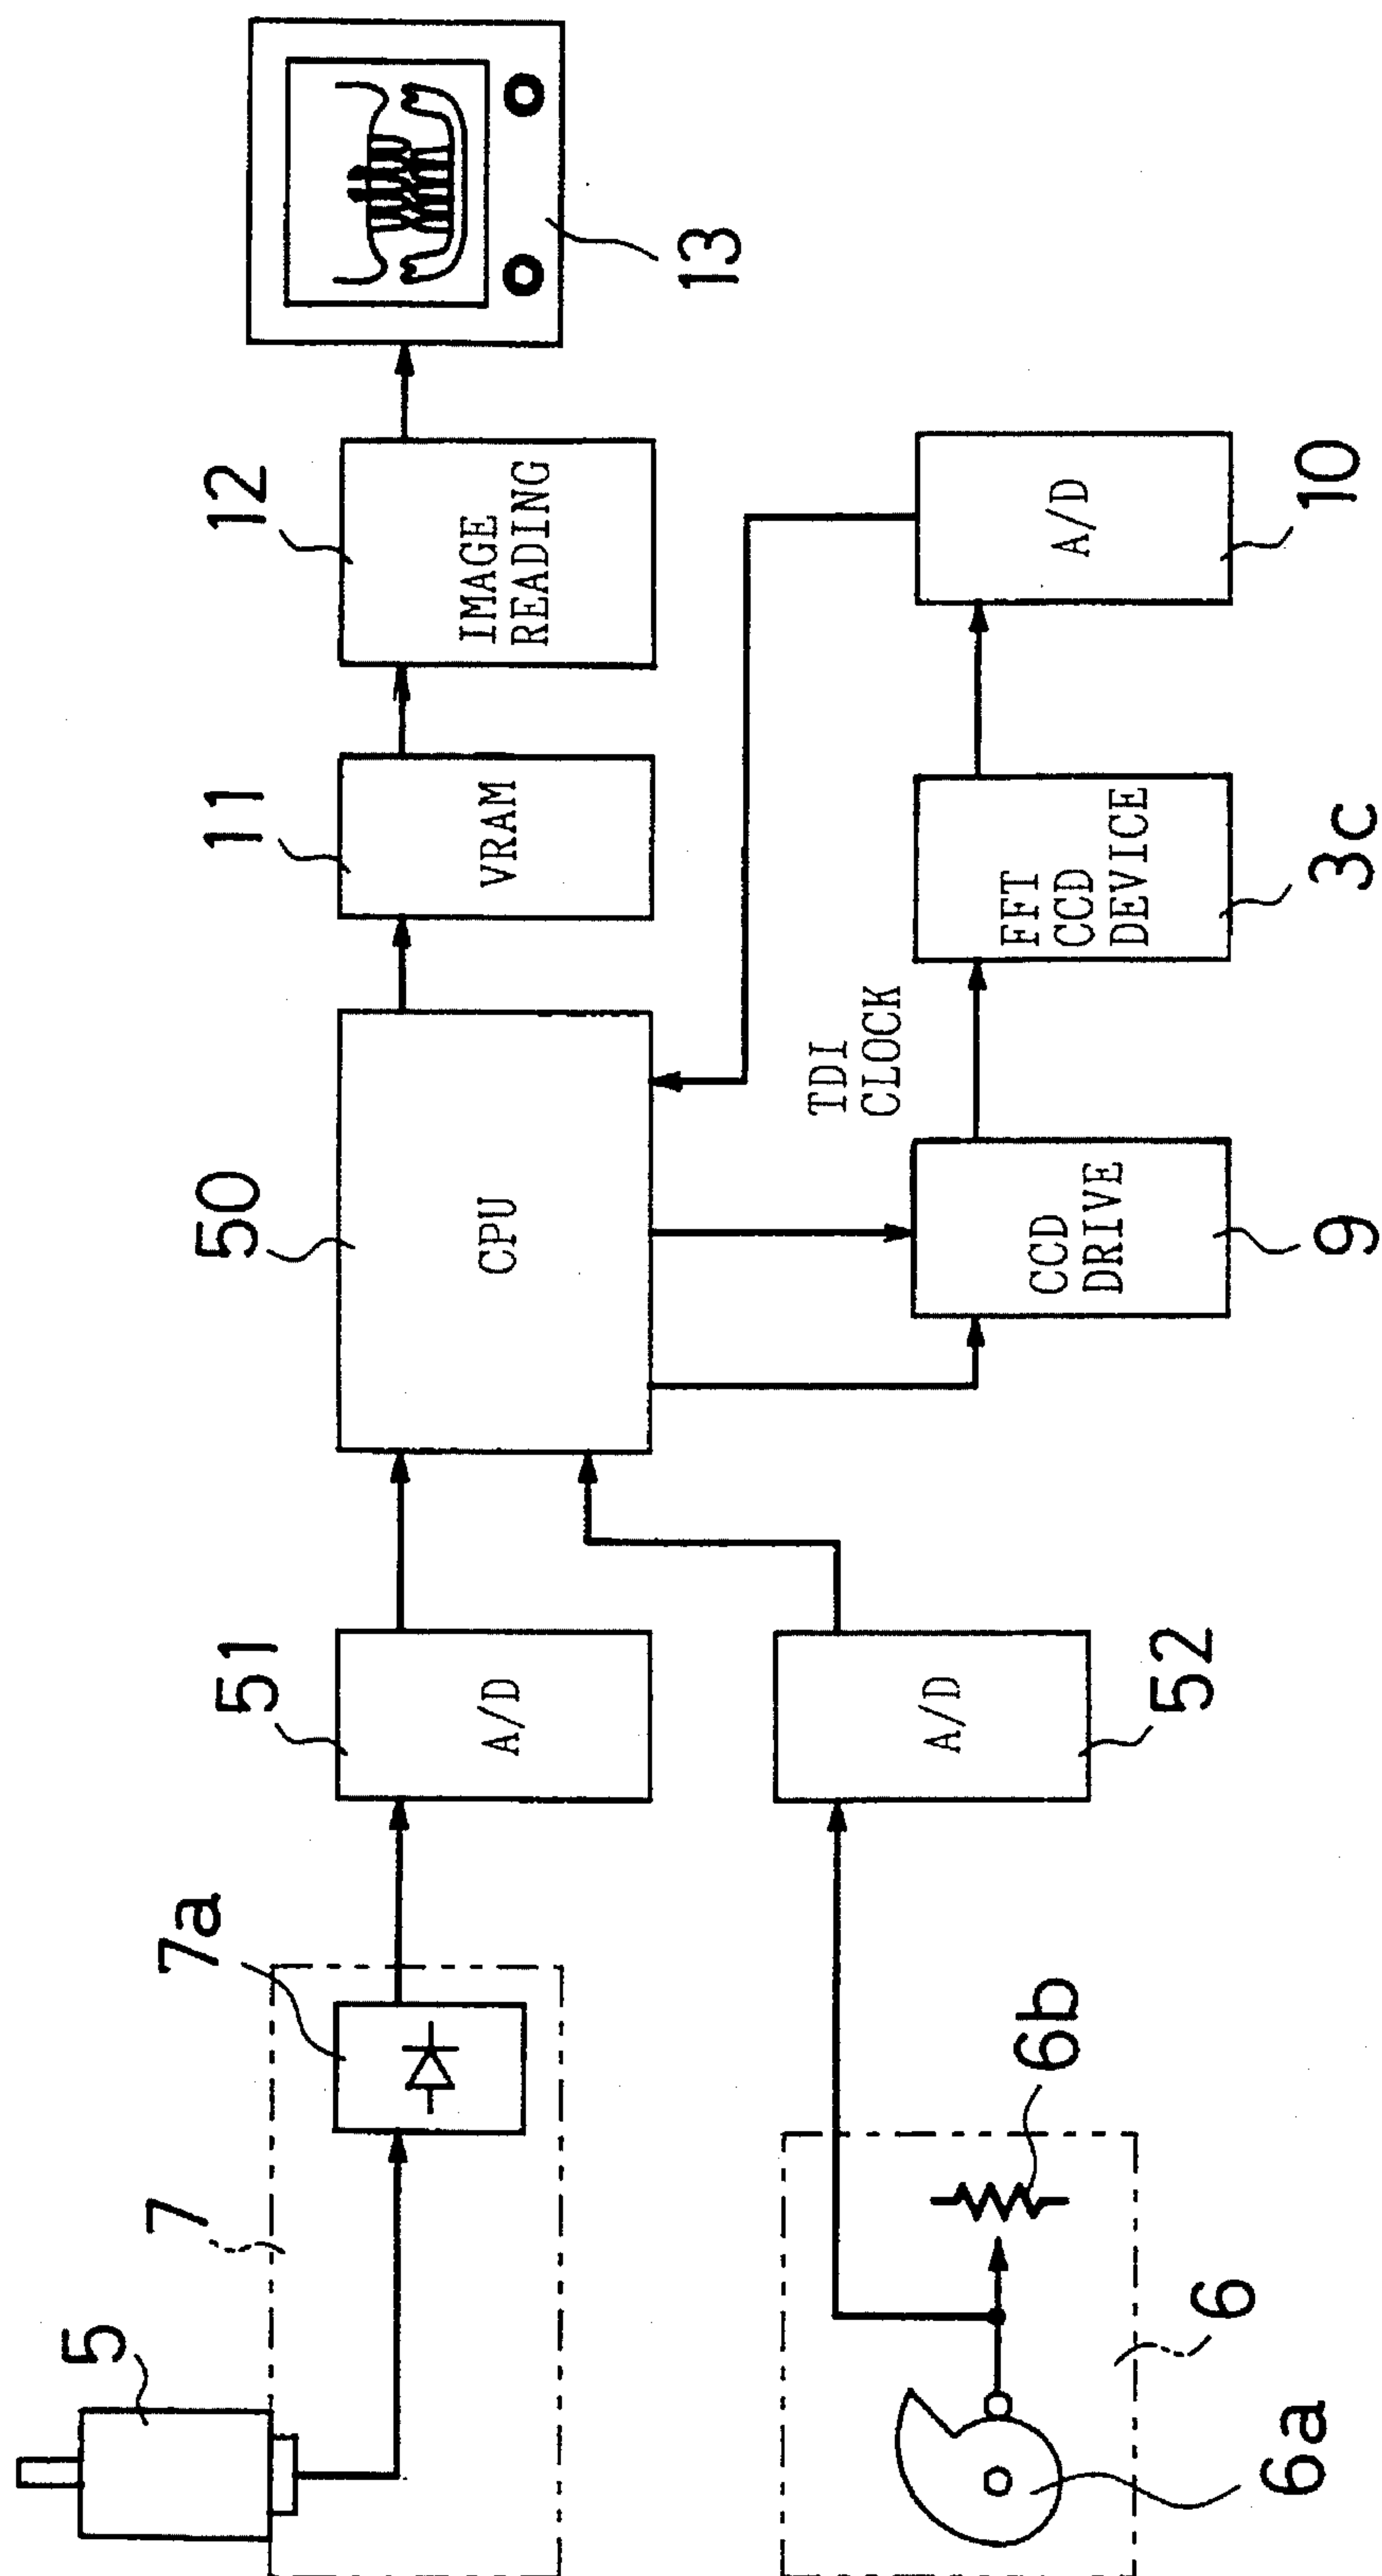 5
7
7a
51
A/D
50
CPU
11
VRAM
12
IMAGE
READING
13
6a
6
6b
52
A/D
9
CCD
DRIVE
TDI
CLOCK
3c
FFT
CCD
DEVICE
10
A/D